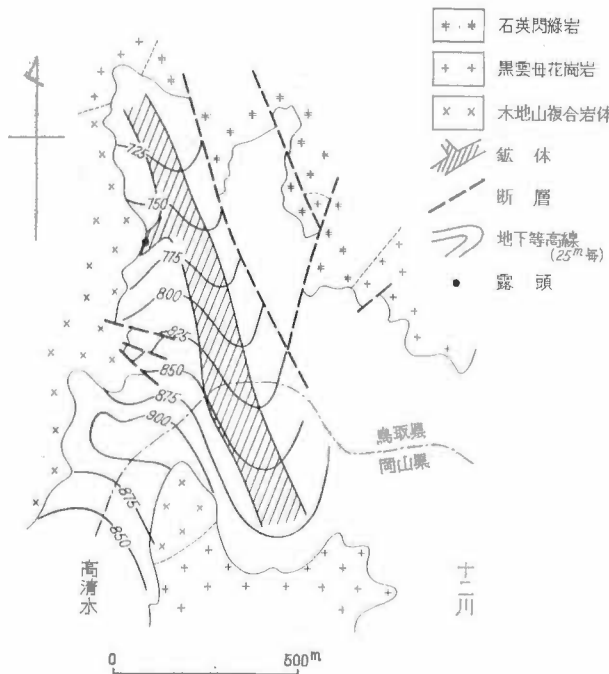 石英閃綠岩
黒雲母花崗岩
木地山複合岩体
鉱 体
断 層
地下等高線
(25m毎)
露 頭
725
750
775
800
825
850
875
900
875
850
鳥取県
岡山県
高清水
十二川
0 500m